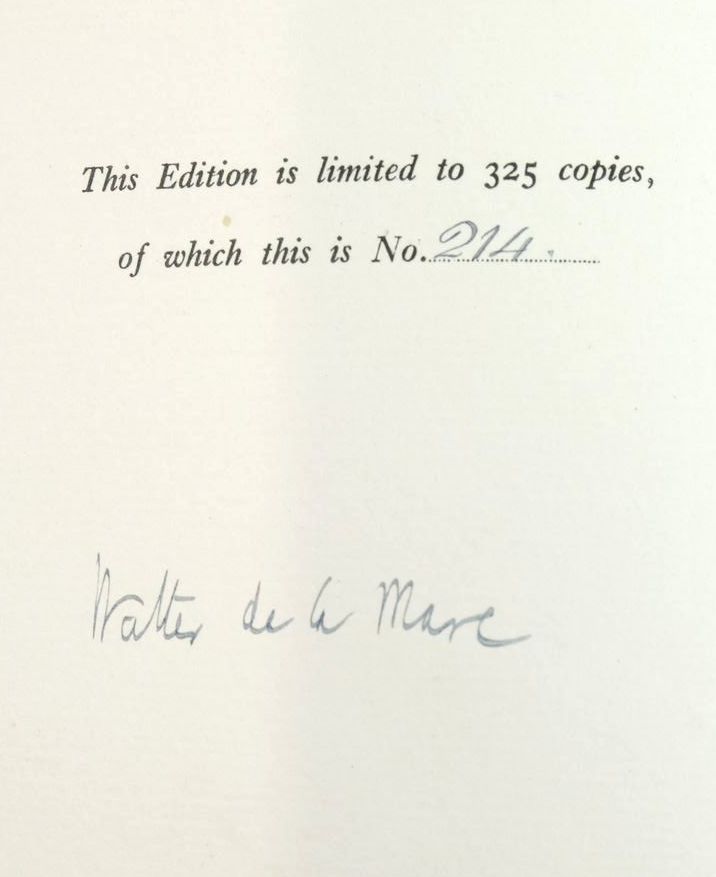 This Edition is limited to 325 copies,
of which this is No. 214.
Walter de la Mare